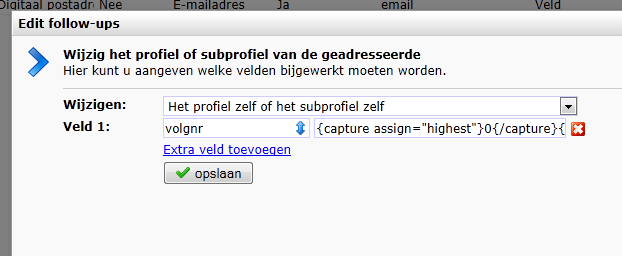 Digitaal postadre Nee E-mailadres Ja email Veld
Edit follow-ups
Wijzig het profiel of subprofiel van de geadresseerde
Hier kunt u aangeven welke velden bijgewerkt moeten worden.
Wijzigen: Het profiel zelf of het subprofiel zelf
Veld 1: volgnr {capture assign="highest"}0{/capture}{
Extra veld toevoegen
opslaan